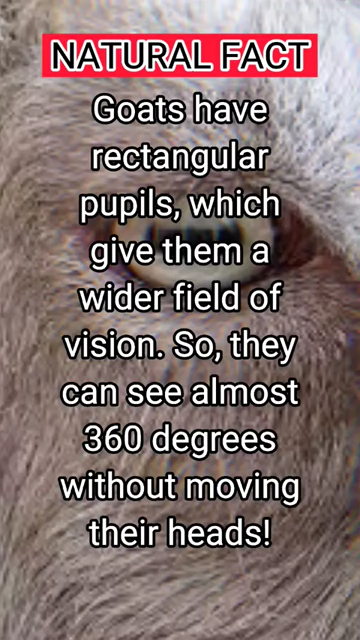 NATURAL FACT
Goats have
rectangular
pupils, which
give them a
wider field of
vision. So, they
can see almost
360 degrees
without moving
their heads!